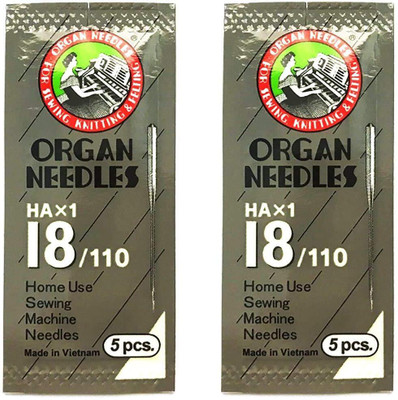 ORGAN NEEDLES
FOR SEWING, KNITTING & FELTING
ORGAN
NEEDLES
HA×1
18/110
Home Use
Sewing
Machine
Needles
Made in Vietnam
5 pcs.
ORGAN NEEDLES
FOR SEWING, KNITTING & FELTING
ORGAN
NEEDLES
HA×1
18/110
Home Use
Sewing
Machine
Needles
Made in Vietnam
5 pcs.